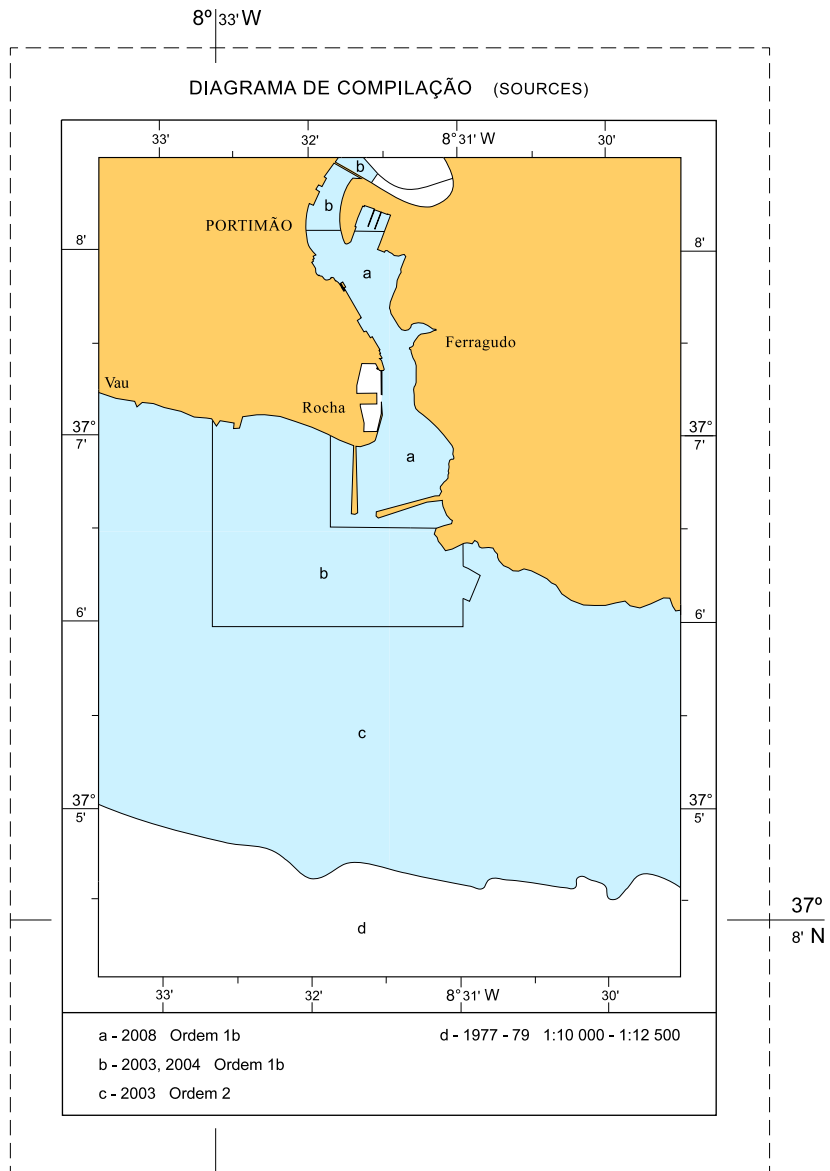 8º 33' W
DIAGRAMA DE COMPILAÇÃO (SOURCES)
33' 32' 8° 31' W 30'
b
b
PORTIMÃO
8' 8'
a
Ferragudo
Vau
Rocha
37° 37°
7' 7'
a
b
6' 6'
c
37° 37°
5' 5'
37º
8' N
d
33' 32' 8° 31' W 30'
a - 2008 Ordem 1b d - 1977 - 79 1:10 000 - 1:12 500
b - 2003, 2004 Ordem 1b
c - 2003 Ordem 2